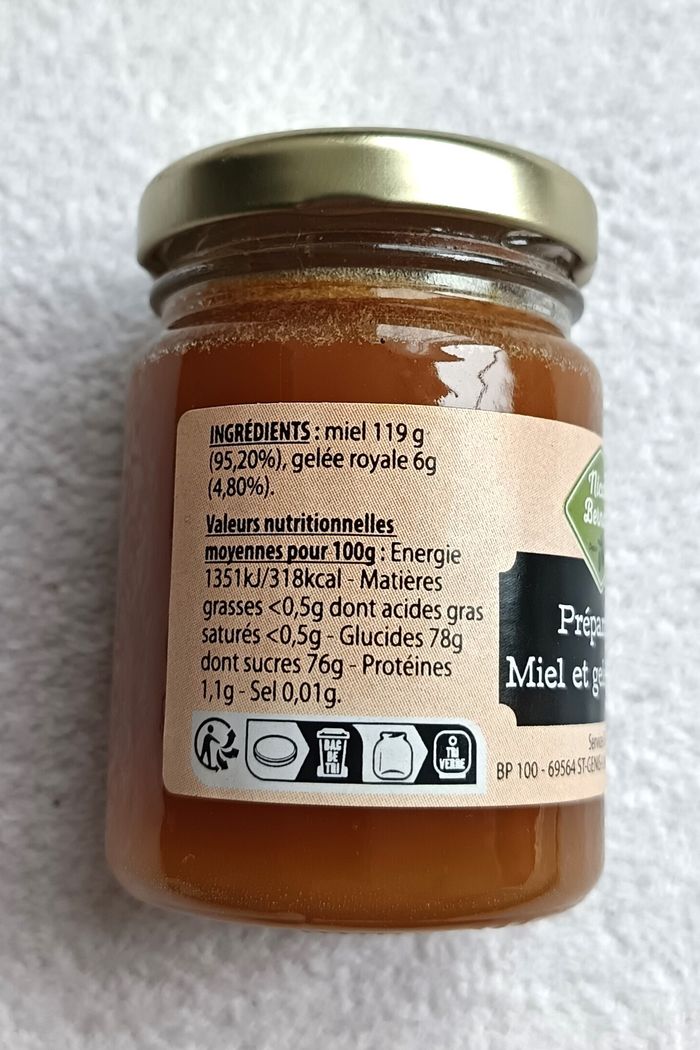 INGRÉDIENTS : miel 119 g
(95,20%), gelée royale 6g
(4,80%).
Valeurs nutritionnelles
moyennes pour 100g : Energie
1351kJ/318kcal - Matières
grasses <0,5g dont acides gras
saturés <0,5g - Glucides 78g
dont sucres 76g - Protéines
1,1g - Sel 0,01g.
BAC
DE
TRI
TRI
VERRE
Miel et
BP 100 - 69564